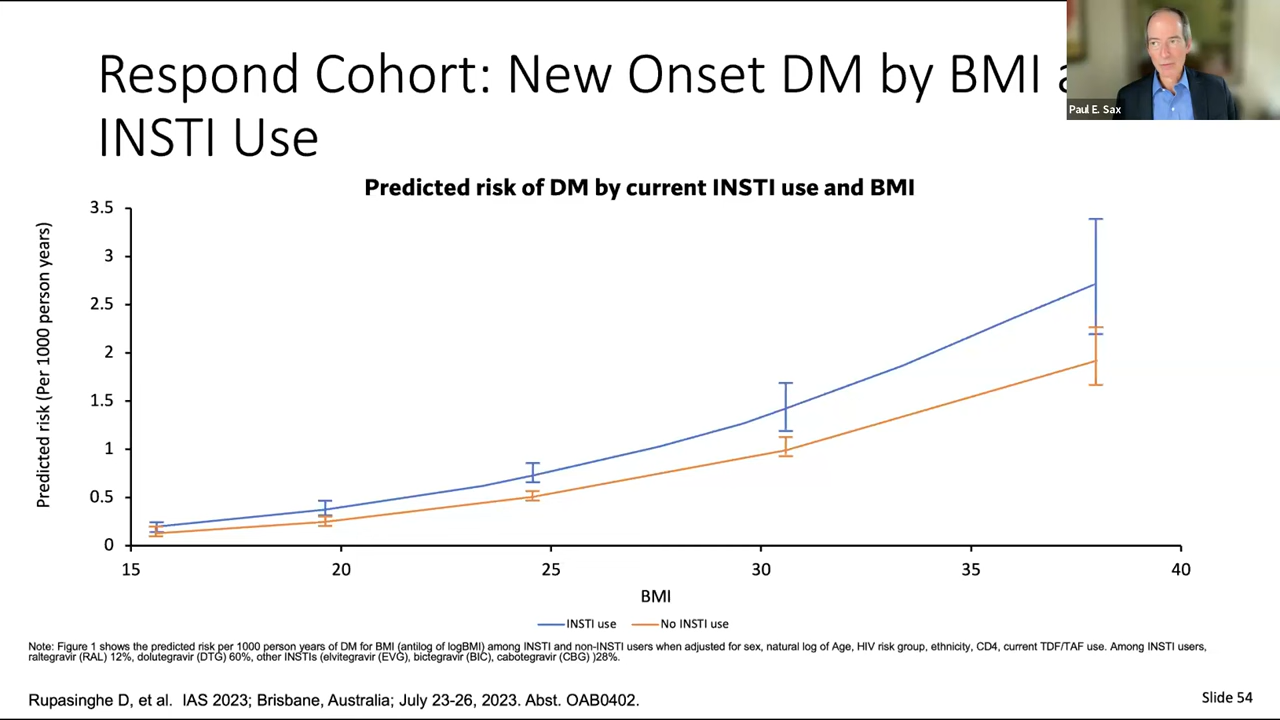 Respond Cohort: New Onset DM by BMI
INSTI Use
Paul E. Sax
Predicted risk of DM by current INSTI use and BMI
Predicted risk (Per 1000 person years)
3.5
3
2.5
2
1.5
1
0.5
0
15 20 25 30 35 40
BMI
INSTI use No INSTI use
Note: Figure 1 shows the predicted risk per 1000 person years of DM for BMI (antilog of logBMI) among INSTI and non-INSTI users when adjusted for sex, natural log of Age, HIV risk group, ethnicity, CD4, current TDF/TAF use. Among INSTI users,
raltegravir (RAL) 12%, dolutegravir (DTG) 60%, other INSTIs (elvitegravir (EVG), bictegravir (BIC), cabotegravir (CBG) )28%.
Rupasinghe D, et al. IAS 2023; Brisbane, Australia; July 23-26, 2023. Abst. OAB0402.
Slide 54